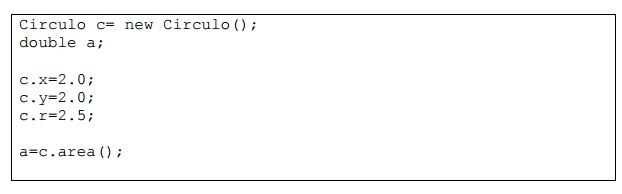 Circulo c= new Circulo();
double a;
c.x=2.0;
c.y=2.0;
c.r=2.5;
a=c.area();